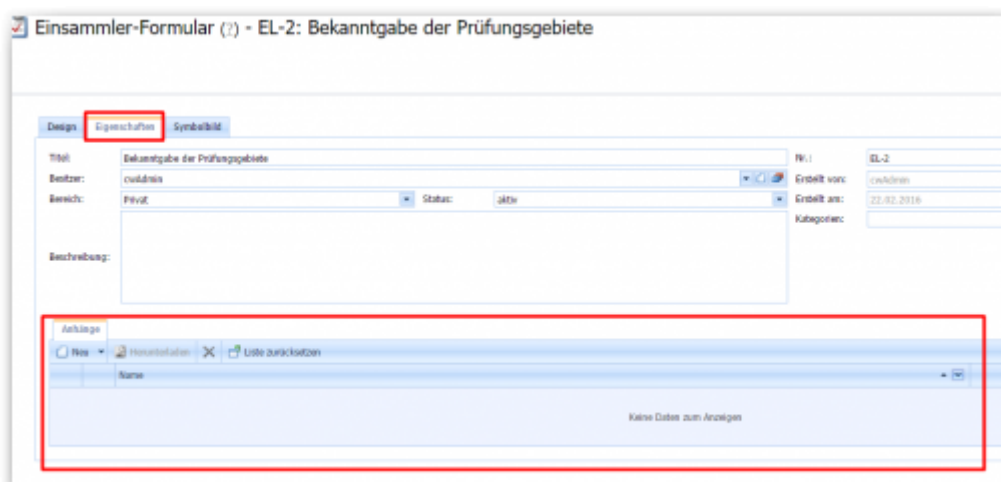 Einsammler-Formular (?) - EL-2: Bekanntgabe der Prüfungsgebiete
Design Eigenschaften Symbolbild
Titel: Bekanntgabe der Prüfungsgebiete Nr.: EL-2
Besitzer: cwAdmin Erstellt von: cwAdmin
Bereich: Privat Status: aktiv Erstellt am: 22.02.2016
Kategorien:
Beschreibung:
Anhänge
Neu Herunterladen Liste zurücksetzen
Name
Keine Daten zum Anzeigen